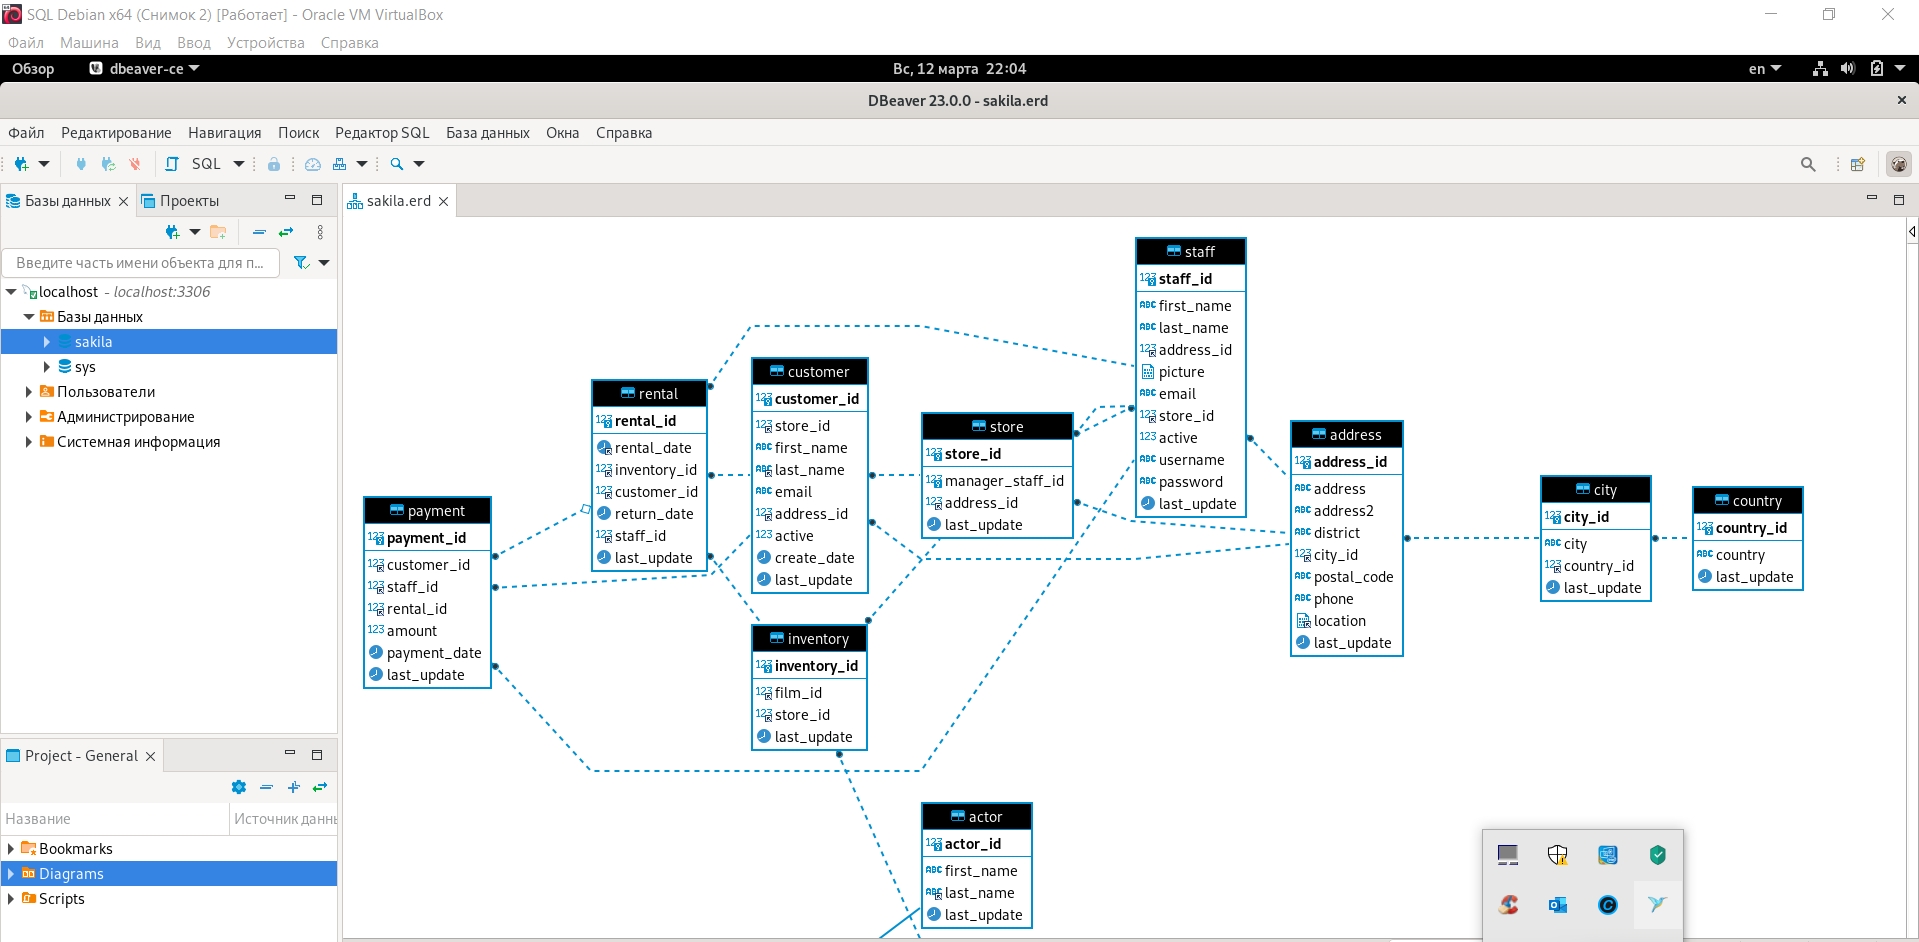 SQL Debian x64 (Снимок 2) [Работает] - Oracle VM VirtualBox
Файл Машина Вид Ввод Устройства Справка
Обзор dbeaver-ce Вс, 12 марта 22:04 en
DBeaver 23.0.0 - sakila.erd
Файл Редактирование Навигация Поиск Редактор SQL База данных Окна Справка
SQL
Базы данных Проекты
Введите часть имени объекта для п...
localhost - localhost:3306
Базы данных
sakila
sys
Пользователи
Администрирование
Системная информация
Project - General
Название Источник данн
Bookmarks
Diagrams
Scripts
sakila.erd
payment
payment_id
customer_id
staff_id
rental_id
amount
payment_date
last_update
rental
rental_id
rental_date
inventory_id
customer_id
return_date
staff_id
last_update
customer
customer_id
store_id
first_name
last_name
email
address_id
active
create_date
last_update
inventory
inventory_id
film_id
store_id
last_update
store
store_id
manager_staff_id
address_id
last_update
actor
actor_id
first_name
last_name
last_update
staff
staff_id
first_name
last_name
address_id
picture
email
store_id
active
username
password
last_update
address
address_id
address
address2
district
city_id
postal_code
phone
location
last_update
city
city_id
city
country_id
last_update
country
country_id
country
last_update